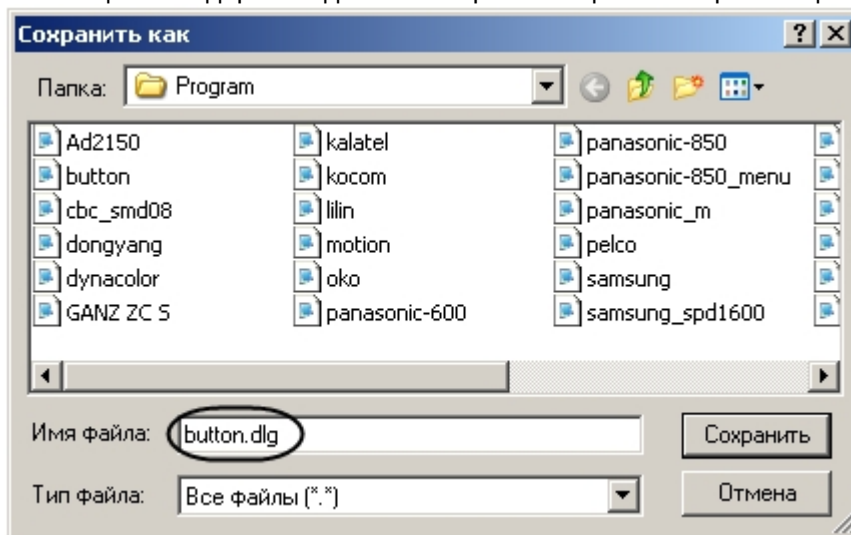 Сохранить как
Папка: Program
Ad2150
button
cbc_smd08
dongyang
dynacolor
GANZ ZC S
kalatel
kocom
lilin
motion
oko
panasonic-600
panasonic-850
panasonic-850_menu
panasonic_m
pelco
samsung
samsung_spd1600
Имя файла: button.dlg
Сохранить
Тип файла: Все файлы (*.*)
Отмена